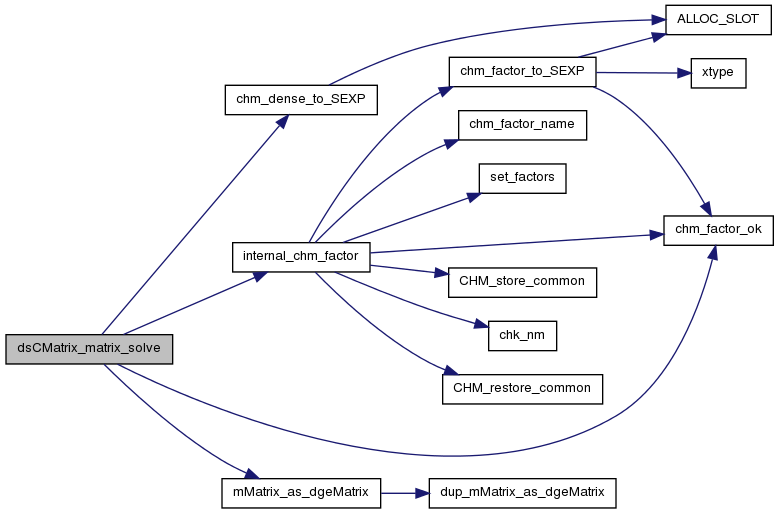 ALLOC_SLOT
chm_factor_to_SEXP
xtype
chm_dense_to_SEXP
chm_factor_name
set_factors
chm_factor_ok
internal_chm_factor
CHM_store_common
chk_nm
dsCMatrix_matrix_solve
CHM_restore_common
mMatrix_as_dgeMatrix
dup_mMatrix_as_dgeMatrix